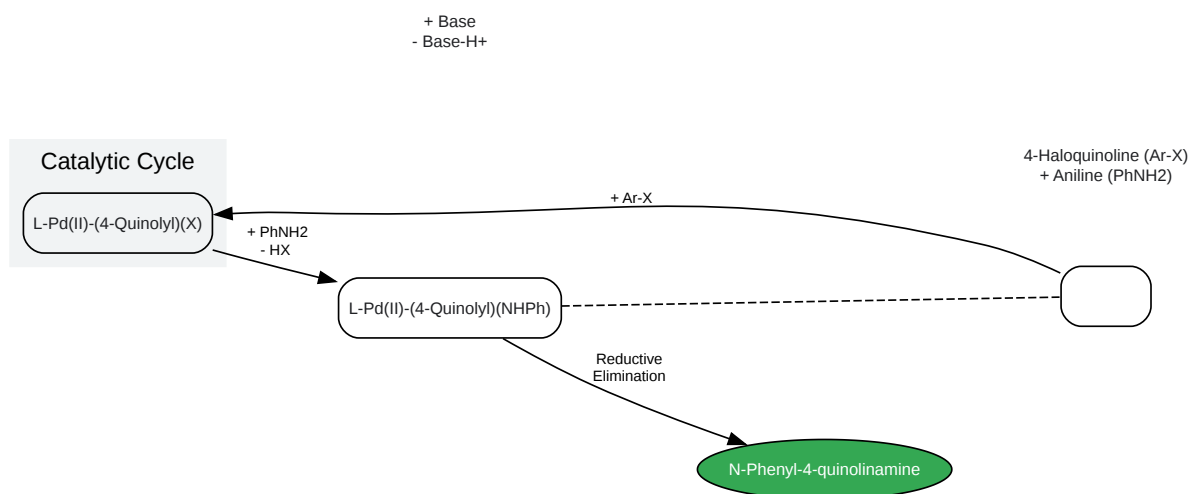 + Base
- Base-H+
Catalytic Cycle
4-Haloquinoline (Ar-X)
+ Aniline (PhNH2)
+ Ar-X
L-Pd(II)-(4-Quinolyl)(X)
+ PhNH2
- HX
L-Pd(II)-(4-Quinolyl)(NHPh)
Reductive
Elimination
N-Phenyl-4-quinolinamine